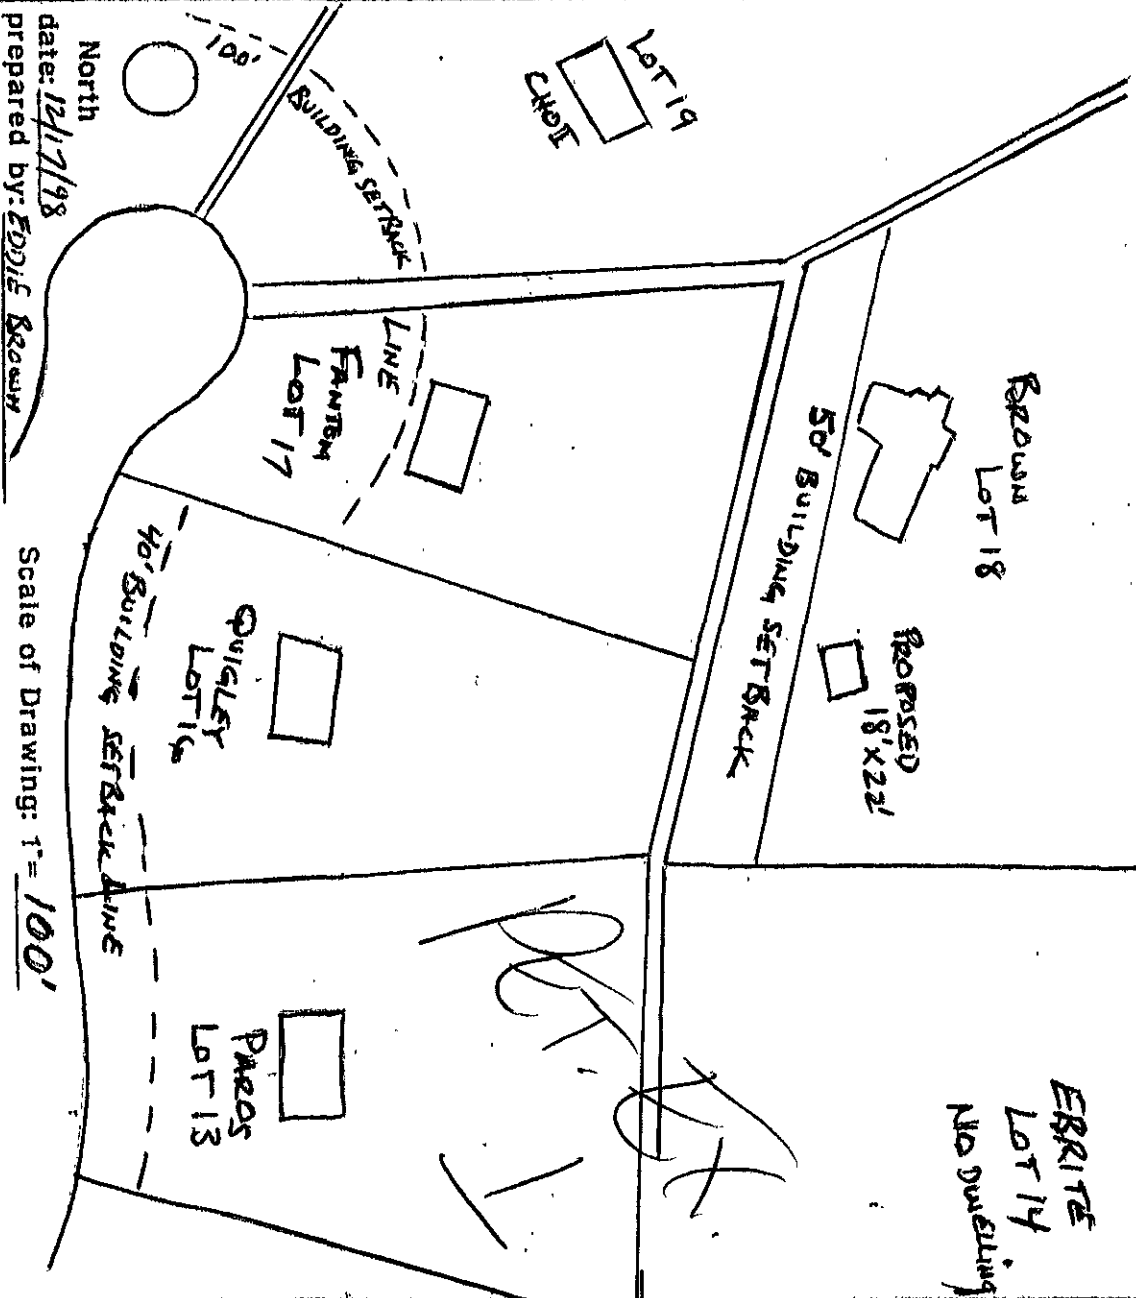 LOT 19
CHOI
BROWN
LOT 18
PROPOSED
18'X22'
EBRITE
LOT 14
NO DWELLING
50' BUILDING SETBACK
100'
BUILDING SETBACK
LINE
FANTOM
LOT 17
QUIGLEY
LOT 16
PAROS
LOT 13
40' BUILDING SETBACK LINE
North
date: 12/17/98
prepared by: EDDIE BROWN
Scale of Drawing: 1"= 100'